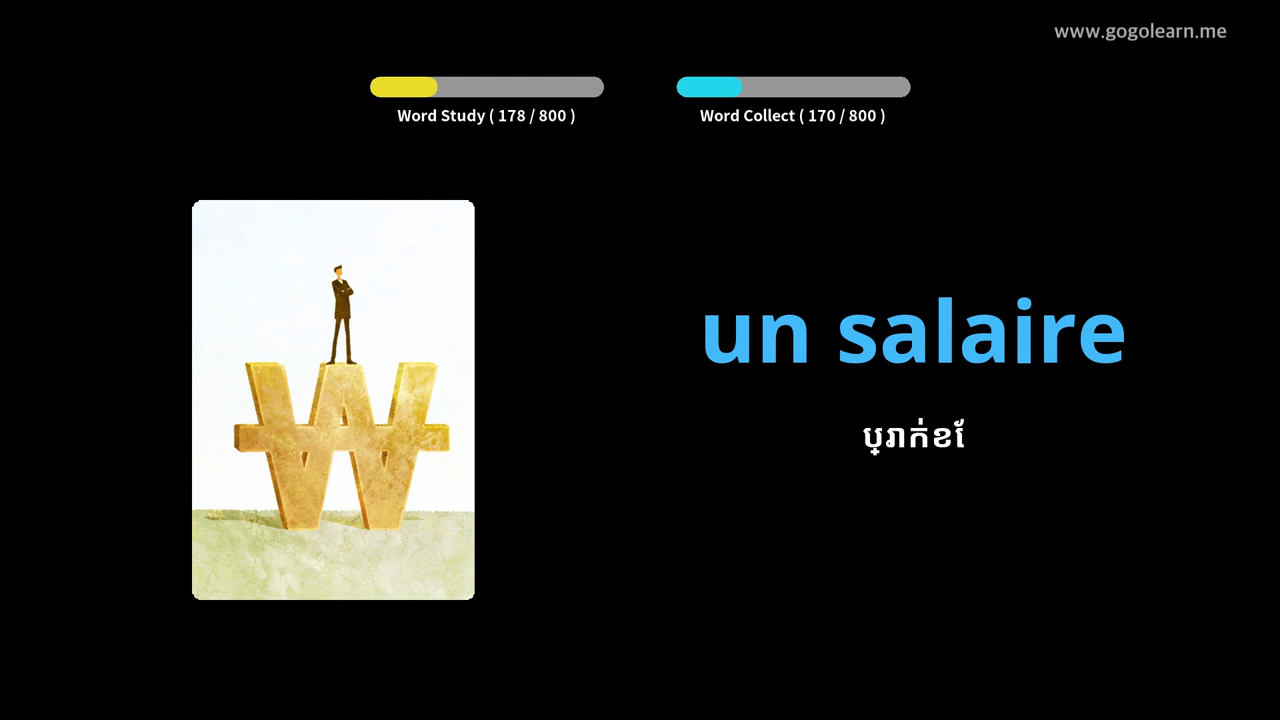 www.gogolearn.me
Word Study ( 178 / 800 )
Word Collect ( 170 / 800 )
un salaire
ប្រាក់ខែ